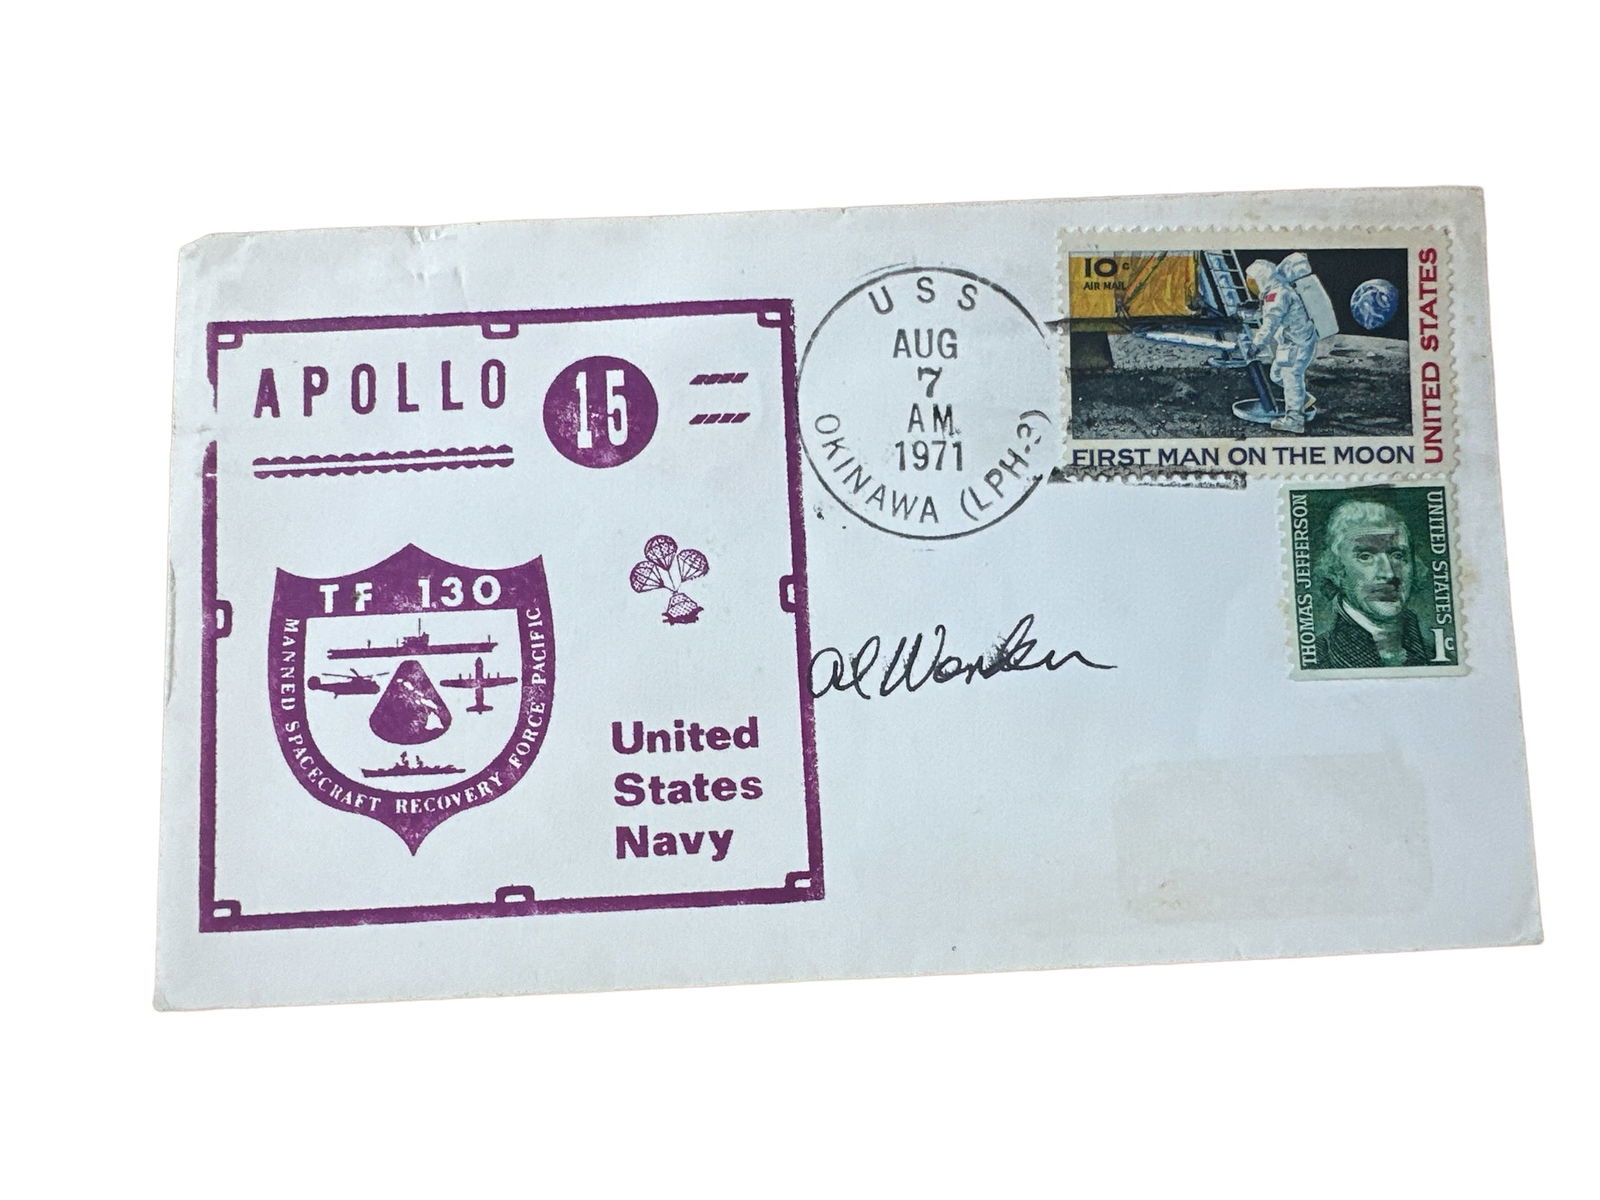 APOLLO 15
TF 130
MANNED SPACECRAFT RECOVERY FORCE PACIFIC
United
States
Navy
USS
AUG
7
AM
1971
OKINAWA (LPH-3)
10c
AIR MAIL
UNITED STATES
FIRST MAN ON THE MOON
THOMAS JEFFERSON
UNITED STATES
1c
Al Worden